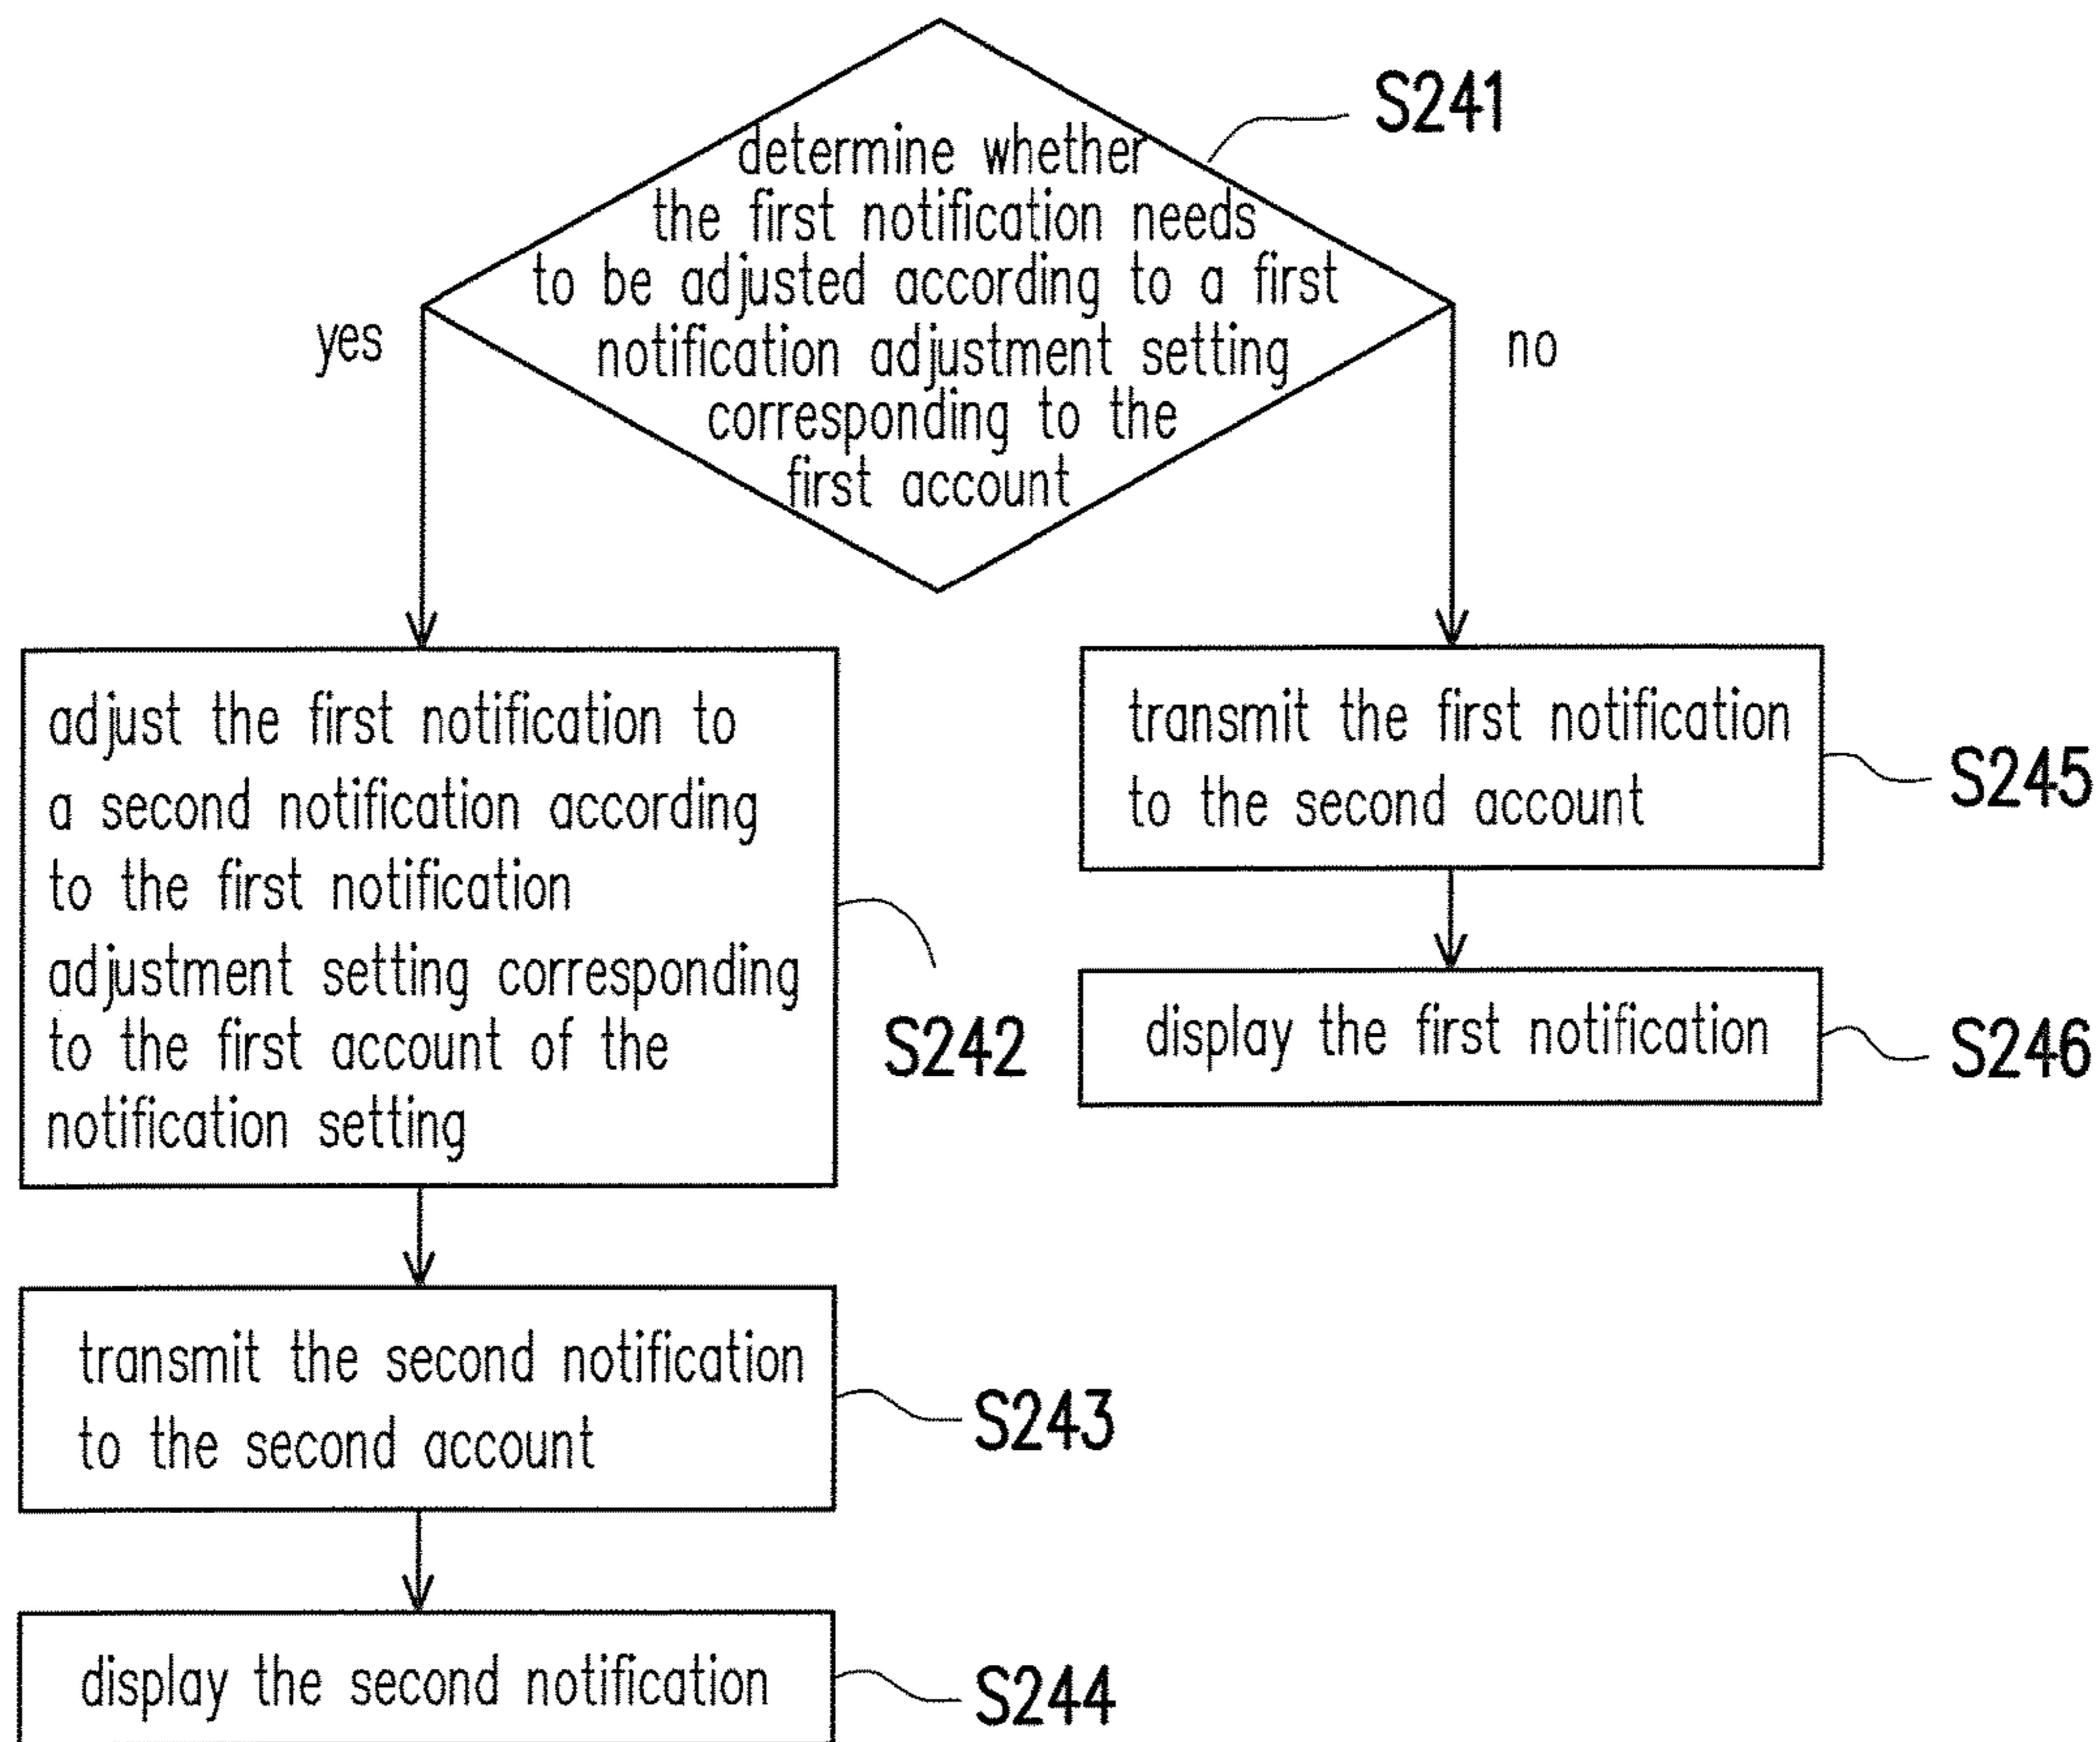 determine whether
the first notification needs
to be adjusted according to a first
notification adjustment setting
corresponding to the
first account
S241
yes
no
adjust the first notification to
a second notification according
to the first notification
adjustment setting corresponding
to the first account of the
notification setting
S242
transmit the second notification
to the second account
S243
display the second notification
S244
transmit the first notification
to the second account
S245
display the first notification
S246